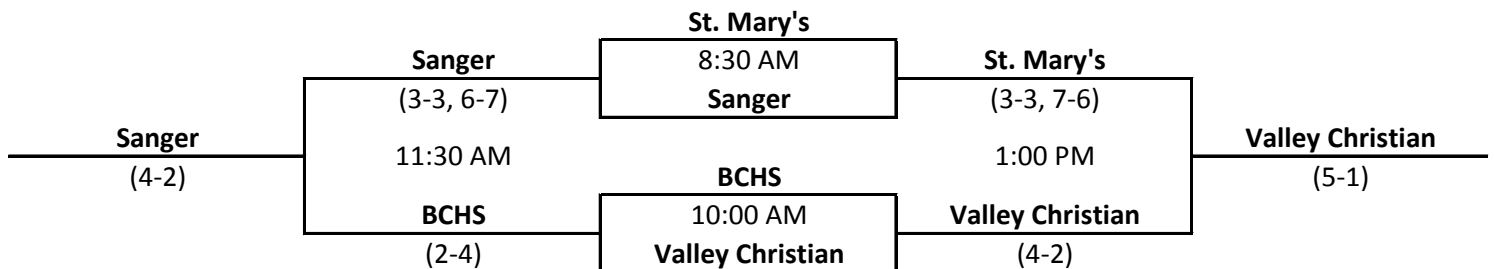 St. Mary's
Sanger 8:30 AM St. Mary's
(3-3, 6-7) Sanger (3-3, 7-6)
Sanger 11:30 AM 1:00 PM Valley Christian
(4-2) BCHS (5-1)
BCHS 10:00 AM Valley Christian
(2-4) Valley Christian (4-2)